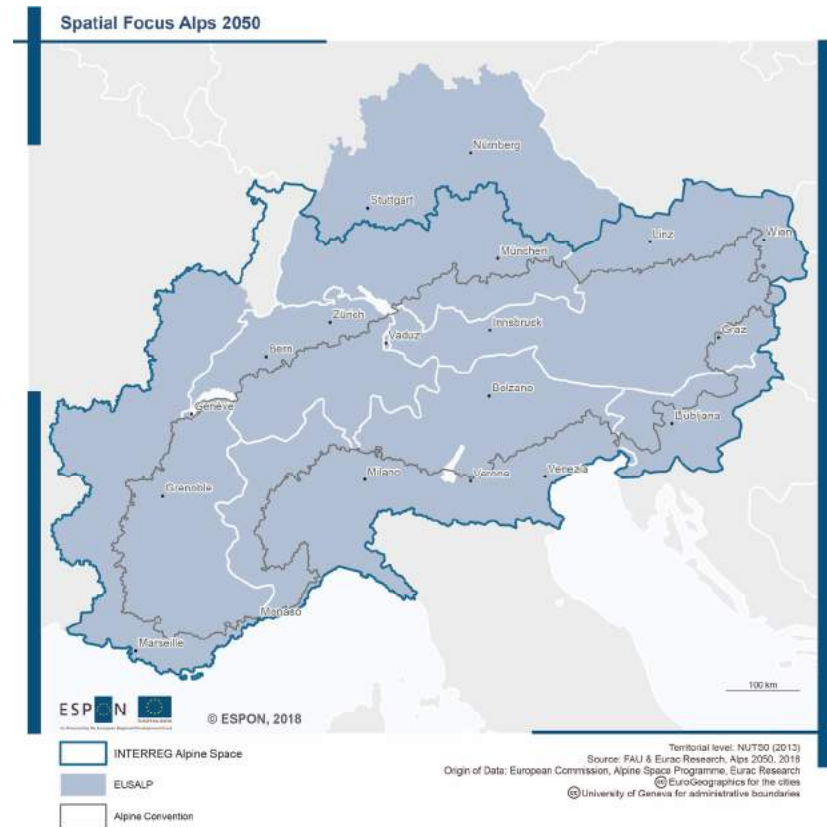 Spatial Focus Alps 2050
Nürnberg
Stuttgart
Linz
Wien
München
Zürich
Innsbruck
Vaduz
Graz
Bern
Bolzano
Genève
Ljubljana
Milano
Verona
Venezia
Grenoble
Monaso
Marseille
100 km
ESPON
© ESPON, 2018
INTERREG Alpine Space
EUSALP
Alpine Convention
Territorial level: NUTS0 (2013)
Source: FAU & Eurac Research, Alps 2050, 2018
Origin of Data: European Commission, Alpine Space Programme, Eurac Research
cc EuroGeographics for the cities
cc University of Geneva for administrative boundaries